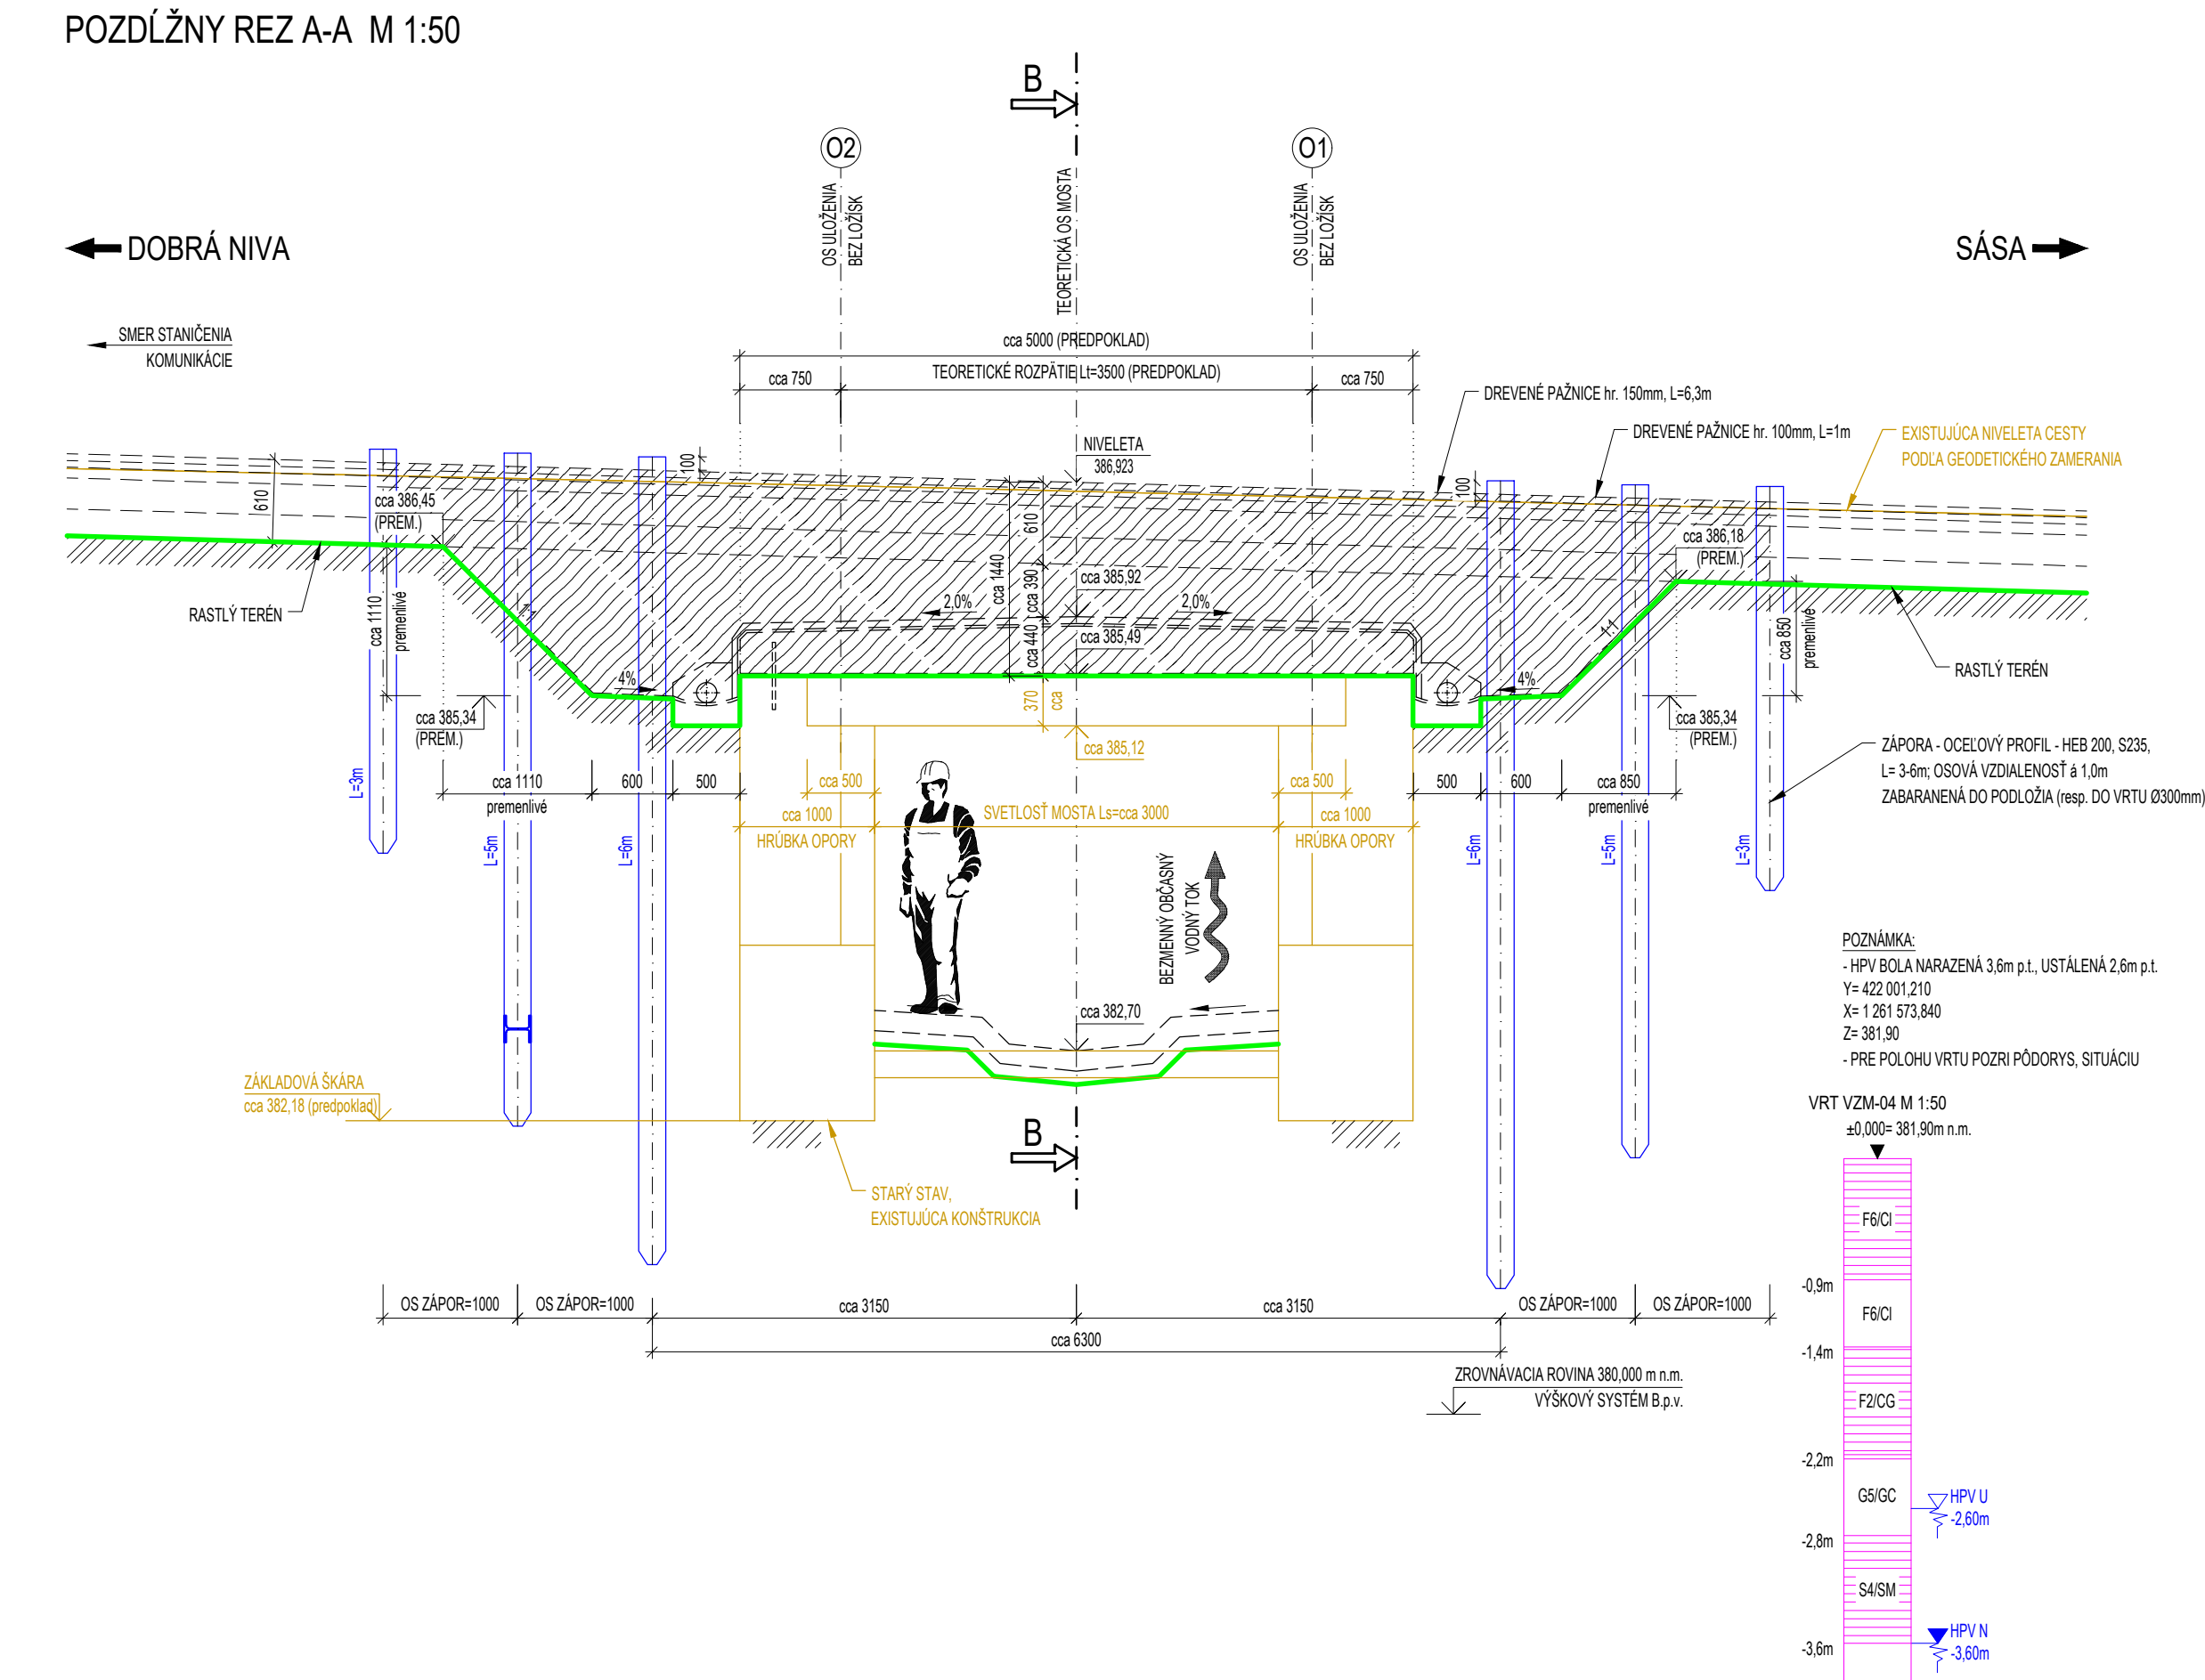 POZDĹŽNY REZ A-A M 1:50
B
O2
O1
OS ULOŽENIA
BEZ LOŽÍSK
TEORETICKÁ OS MOSTA
OS ULOŽENIA
BEZ LOŽÍSK
DOBRÁ NIVA
SÁSA
SMER STANIČENIA
KOMUNIKÁCIE
cca 5000 (PREDPOKLAD)
cca 750
TEORETICKÉ ROZPÄTIE Lt=3500 (PREDPOKLAD)
cca 750
DREVENÉ PAŽNICE hr. 150mm, L=6,3m
DREVENÉ PAŽNICE hr. 100mm, L=1m
EXISTUJÚCA NIVELETA CESTY
PODĽA GEODETICKÉHO ZAMERANIA
NIVELETA
386,923
100
100
610
cca 386,45
(PREM.)
610
cca 390
cca 1440
cca 440
cca 385,92
cca 385,49
2,0%
2,0%
cca 386,18
(PREM.)
1:1
1:1
RASTLÝ TERÉN
cca 1110
premenlivé
cca 850
premenlivé
RASTLÝ TERÉN
4%
4%
cca 385,34
(PREM.)
cca 385,34
(PREM.)
370
cca
cca 385,12
ZÁPORA - OCEĽOVÝ PROFIL - HEB 200, S235,
L= 3-6m; OSOVÁ VZDIALENOSŤ á 1,0m
ZABARANENÁ DO PODLOŽIA (resp. DO VRTU Ø300mm)
cca 1110
premenlivé
600
500
cca 500
cca 500
500
600
cca 850
premenlivé
cca 1000
HRÚBKA OPORY
SVETLOSŤ MOSTA Ls=cca 3000
cca 1000
HRÚBKA OPORY
L=3m
L=5m
L=6m
L=6m
L=5m
L=3m
BEZMENNÝ OBČASNÝ
VODNÝ TOK
cca 382,70
POZNÁMKA:
- HPV BOLA NARAZENÁ 3,6m p.t., USTÁLENÁ 2,6m p.t.
Y= 422 001,210
X= 1 261 573,840
Z= 381,90
- PRE POLOHU VRTU POZRI PÔDORYS, SITUÁCIU
ZÁKLADOVÁ ŠKÁRA
cca 382,18 (predpoklad)
B
STARÝ STAV,
EXISTUJÚCA KONŠTRUKCIA
VRT VZM-04 M 1:50
±0,000= 381,90m n.m.
F6/CI
-0,9m
F6/CI
-1,4m
F2/CG
-2,2m
G5/GC
HPV U
-2,60m
-2,8m
S4/SM
HPV N
-3,60m
-3,6m
OS ZÁPOR=1000
OS ZÁPOR=1000
cca 3150
cca 3150
OS ZÁPOR=1000
OS ZÁPOR=1000
cca 6300
ZROVNÁVACIA ROVINA 380,000 m n.m.
VÝŠKOVÝ SYSTÉM B.p.v.